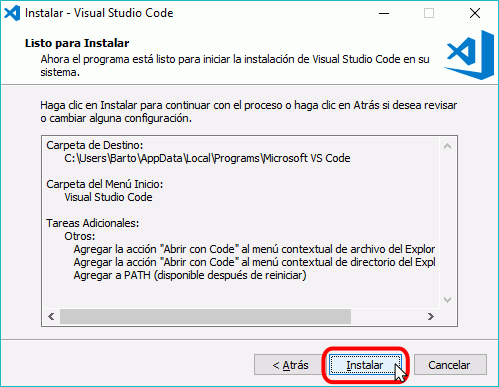 Instalar - Visual Studio Code
Listo para Instalar
Ahora el programa está listo para iniciar la instalación de Visual Studio Code en su
sistema.
Haga clic en Instalar para continuar con el proceso o haga clic en Atrás si desea revisar
o cambiar alguna configuración.
Carpeta de Destino:
C:\Users\Barto\AppData\Local\Programs\Microsoft VS Code
Carpeta del Menú Inicio:
Visual Studio Code
Tareas Adicionales:
Otros:
Agregar la acción "Abrir con Code" al menú contextual de archivo del Explor
Agregar la acción "Abrir con Code" al menú contextual de directorio del Expl
Agregar a PATH (disponible después de reiniciar)
< Atrás
Instalar
Cancelar